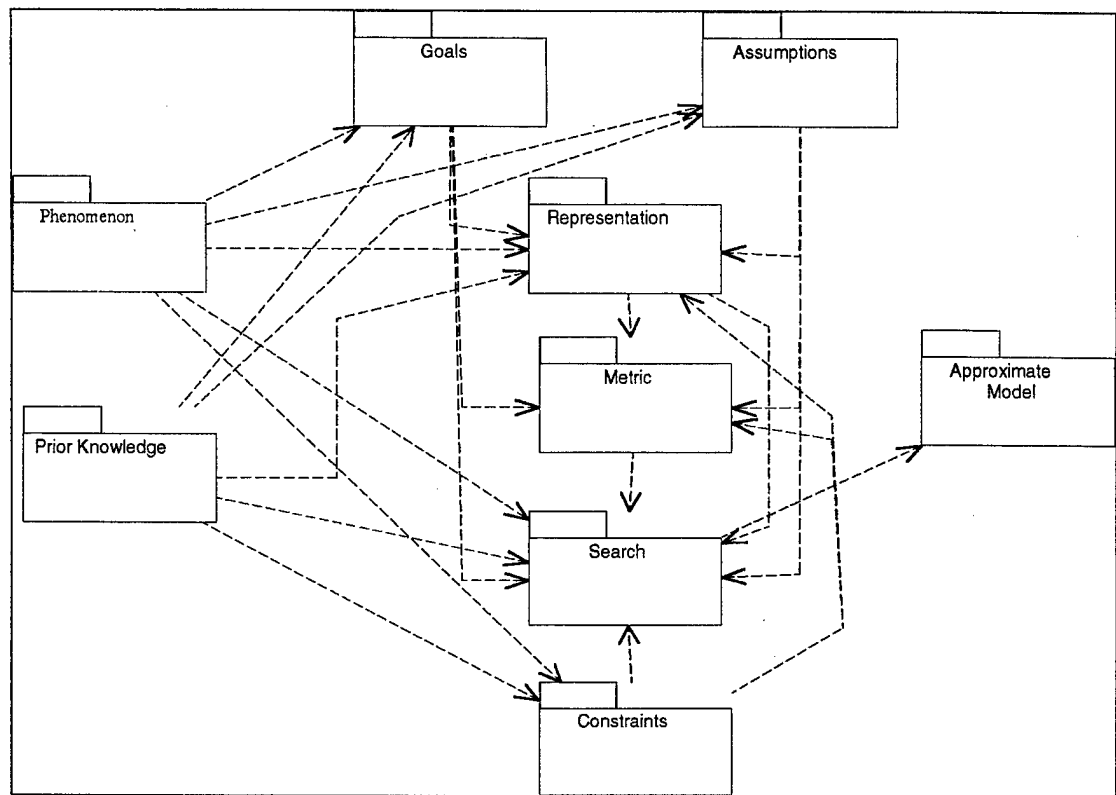 Goals
Assumptions
Phenomenon
Representation
Metric
Approximate
Model
Prior Knowledge
Search
Constraints